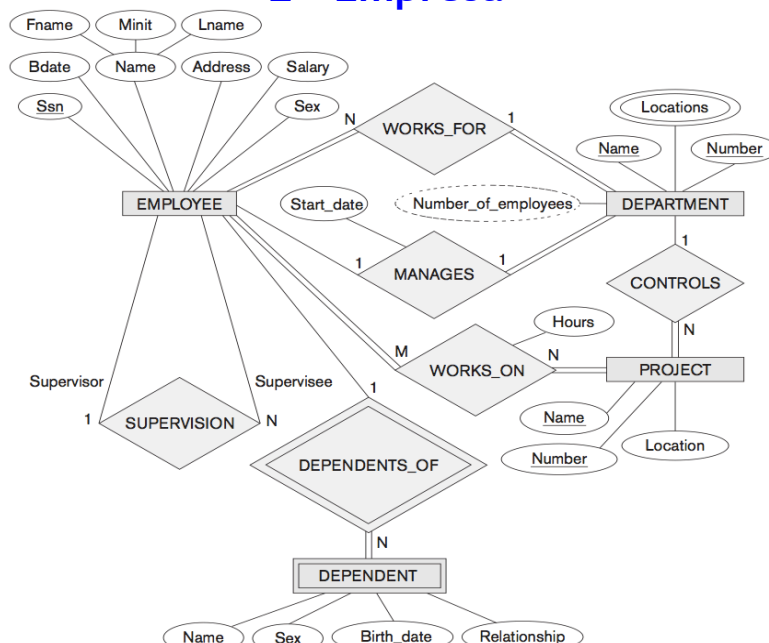 Fname Minit Lname
Bdate Name Address Salary
Ssn Sex
N WORKS_FOR 1
Locations
Name Number
EMPLOYEE Start_date Number_of_employees DEPARTMENT
1 MANAGES 1
1
CONTROLS
N
Hours
M WORKS_ON N PROJECT
Supervisor Supervisee
1 SUPERVISION N
1
Name
Number Location
DEPENDENTS_OF
N
DEPENDENT
Name Sex Birth_date Relationship